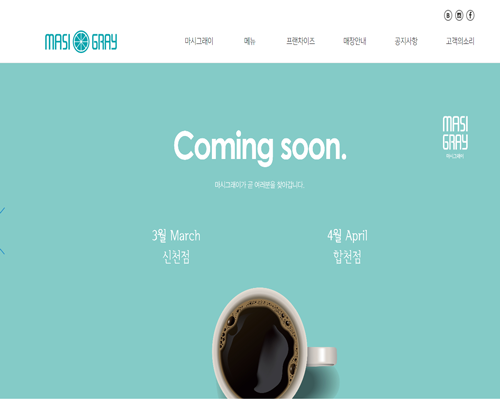 MASI GRAY
마시그레이 메뉴 프랜차이즈 매장안내 공지사항 고객의소리
MASI
GRAY
마시그레이
Coming soon.
마시그레이가 곧 여러분을 찾아갑니다.
3월 March
신천점
4월 April
합천점